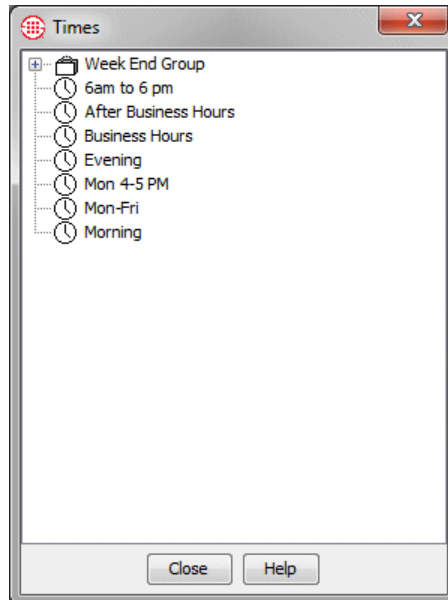 Times
Week End Group
6am to 6 pm
After Business Hours
Business Hours
Evening
Mon 4-5 PM
Mon-Fri
Morning
Close Help